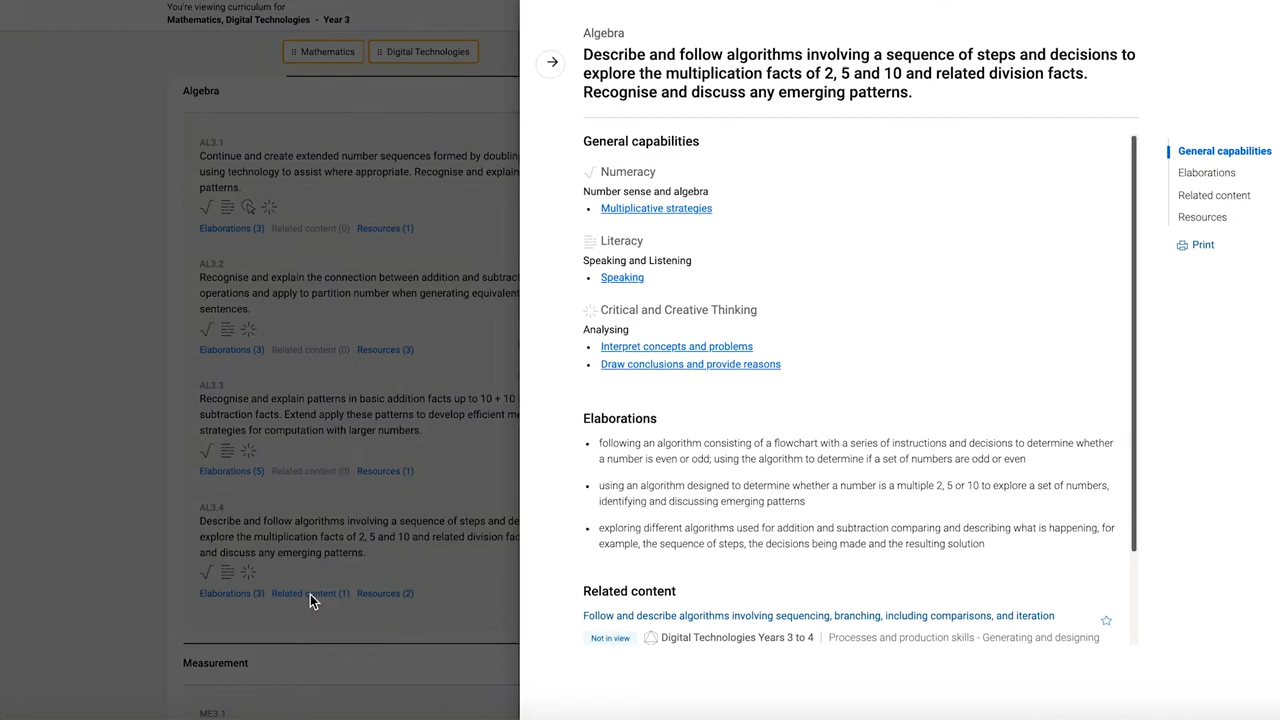 You're viewing curriculum for
Mathematics, Digital Technologies - Year 3
Mathematics
Digital Technologies
Algebra
AL3.1
Continue and create extended number sequences formed by doubling
using technology to assist where appropriate. Recognise and explain
patterns.
Elaborations (3) Related content (0) Resources (1)
AL3.2
Recognise and explain the connection between addition and
operations and apply to partition number when generating
sentences.
Elaborations (3) Related content (0) Resources (3)
AL3.3
Recognise and explain patterns in basic addition facts up to 10 + 10
subtraction facts. Extend apply these patterns to develop efficient
strategies for computation with larger numbers.
Elaborations (5) Related content (0) Resources (1)
AL3.4
Describe and follow algorithms involving a sequence of steps and
explore the multiplication facts of 2, 5 and 10 and related division
and discuss any emerging patterns.
Elaborations (3) Related content (1) Resources (2)
Measurement
ME3.1
Algebra
Describe and follow algorithms involving a sequence of steps and decisions to
explore the multiplication facts of 2, 5 and 10 and related division facts.
Recognise and discuss any emerging patterns.
General capabilities
Numeracy
Number sense and algebra
• Multiplicative strategies
Literacy
Speaking and Listening
• Speaking
Critical and Creative Thinking
Analysing
• Interpret concepts and problems
• Draw conclusions and provide reasons
Elaborations
• following an algorithm consisting of a flowchart with a series of instructions and decisions to determine whether
a number is even or odd; using the algorithm to determine if a set of numbers are odd or even
• using an algorithm designed to determine whether a number is a multiple 2, 5 or 10 to explore a set of numbers,
identifying and discussing emerging patterns
• exploring different algorithms used for addition and subtraction comparing and describing what is happening, for
example, the sequence of steps, the decisions being made and the resulting solution
Related content
Follow and describe algorithms involving sequencing, branching, including comparisons, and iteration
Not in view Digital Technologies Years 3 to 4 | Processes and production skills - Generating and designing
General capabilities
Elaborations
Related content
Resources
Print